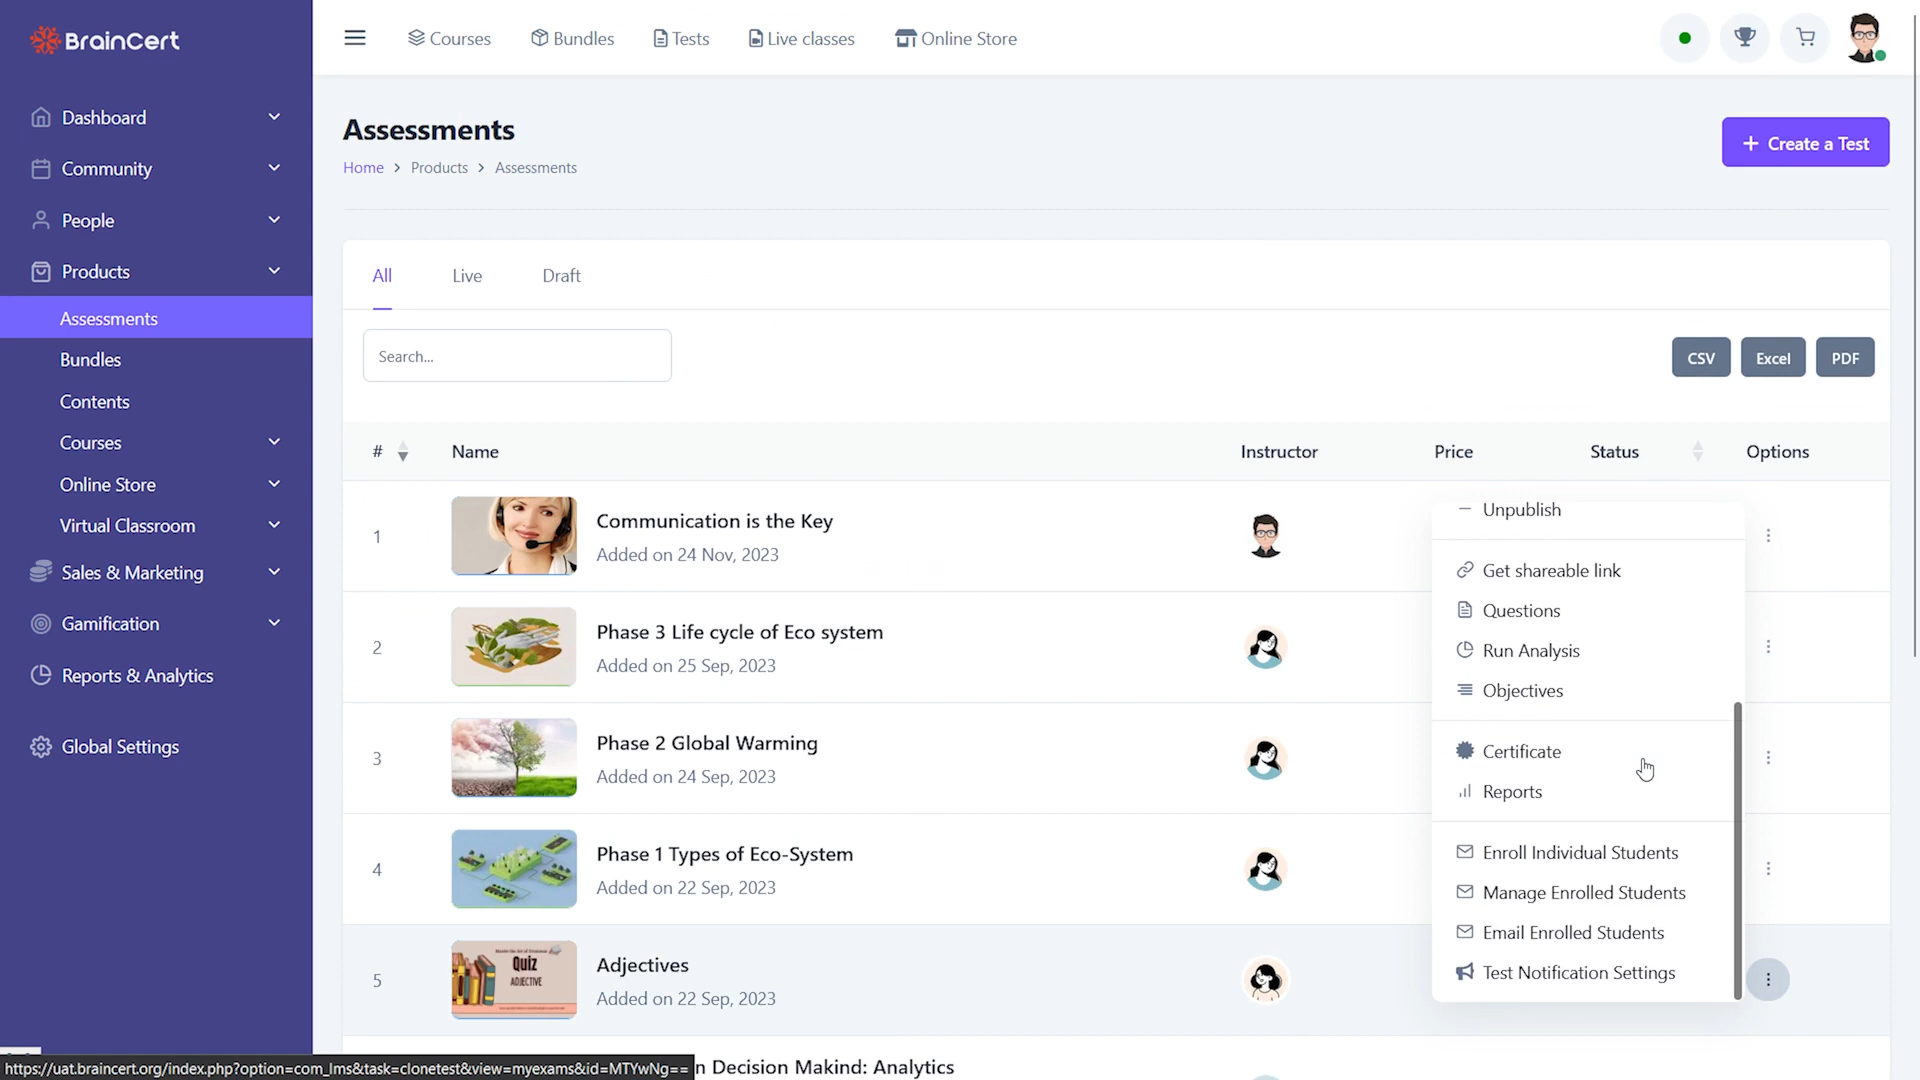 BrainCert
Courses
Bundles
Tests
Live classes
Online Store
Dashboard
Community
People
Products
Assessments
Bundles
Contents
Courses
Online Store
Virtual Classroom
Sales & Marketing
Gamification
Reports & Analytics
Global Settings
Assessments
Home > Products > Assessments
+ Create a Test
All
Live
Draft
Search...
CSV
Excel
PDF
# Name Instructor Price Status Options
1
Communication is the Key
Added on 24 Nov, 2023
2
Phase 3 Life cycle of Eco system
Added on 25 Sep, 2023
3
Phase 2 Global Warming
Added on 24 Sep, 2023
4
Phase 1 Types of Eco-System
Added on 22 Sep, 2023
5
Quiz
ADJECTIVE
Adjectives
Added on 22 Sep, 2023
n Decision Makind: Analytics
Unpublish
Get shareable link
Questions
Run Analysis
Objectives
Certificate
Reports
Enroll Individual Students
Manage Enrolled Students
Email Enrolled Students
Test Notification Settings
https://uat.braincert.org/index.php?option=com_lms&task=clonetest&view=myexams&id=MTYwNg==